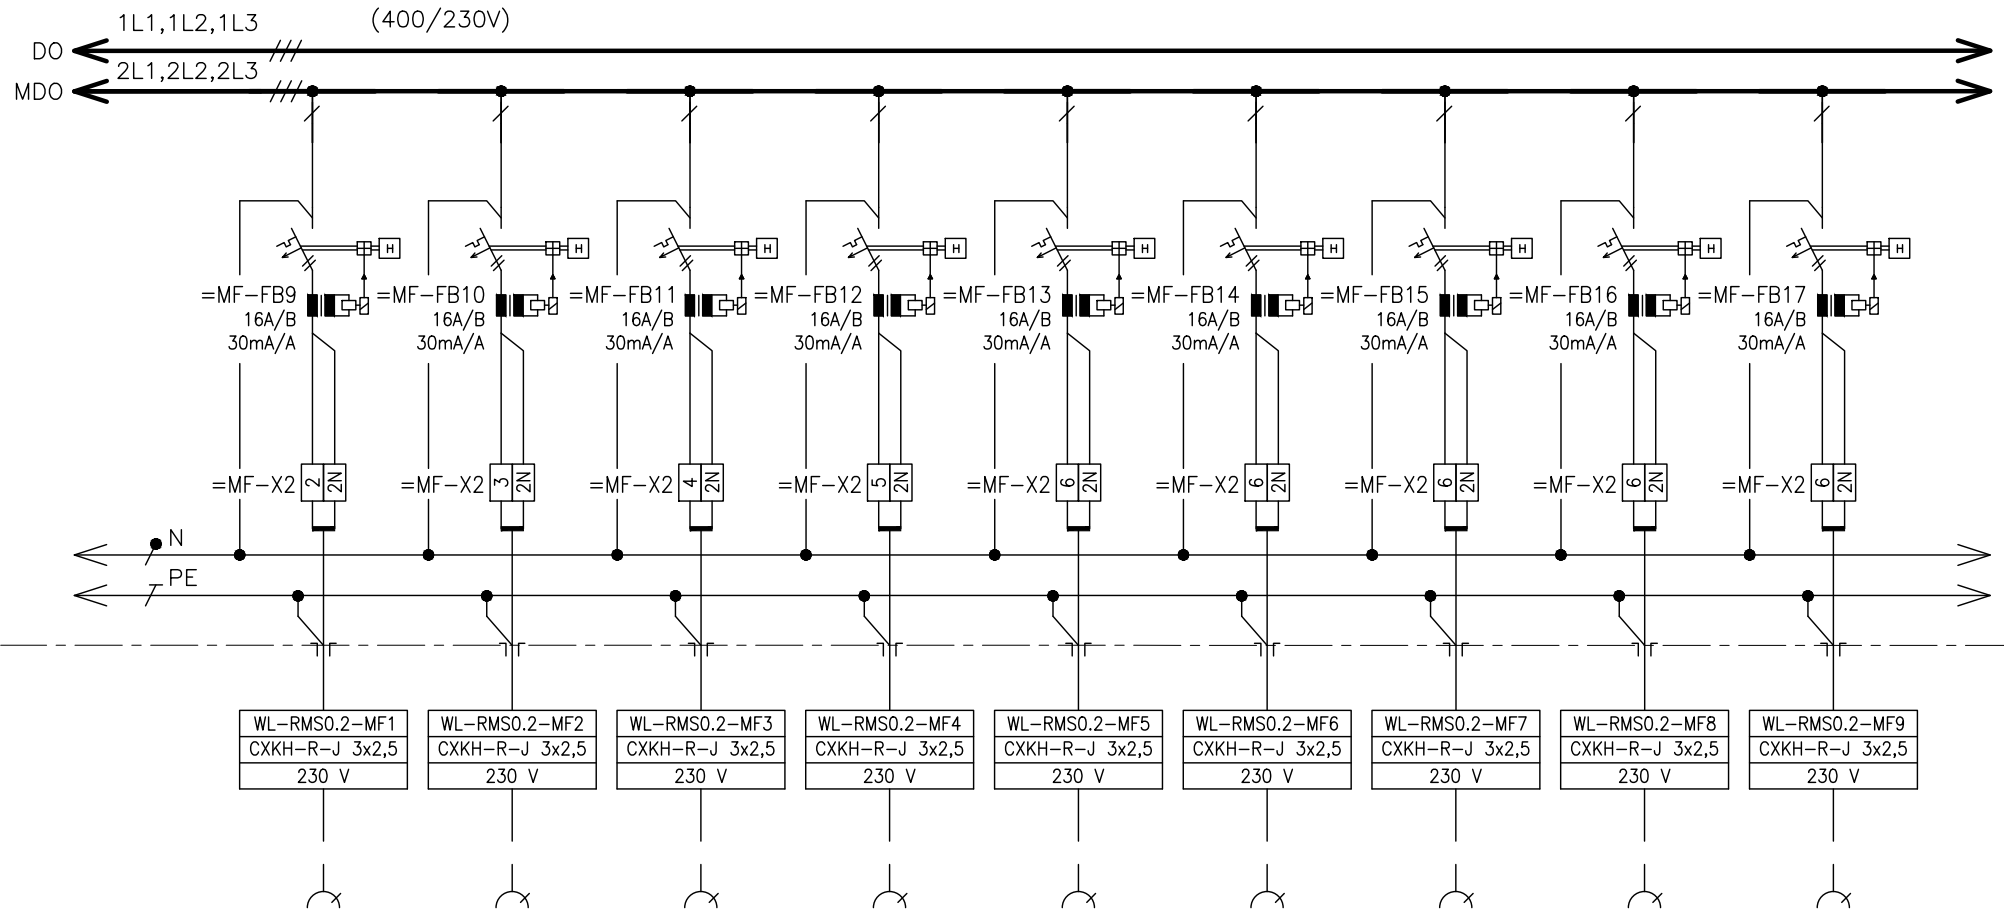 1L1,1L2,1L3 (400/230V)
DO
2L1,2L2,2L3
MDO
H H H H H H H H H
=MF-FB9 =MF-FB10 =MF-FB11 =MF-FB12 =MF-FB13 =MF-FB14 =MF-FB15 =MF-FB16 =MF-FB17
16A/B 16A/B 16A/B 16A/B 16A/B 16A/B 16A/B 16A/B 16A/B
30mA/A 30mA/A 30mA/A 30mA/A 30mA/A 30mA/A 30mA/A 30mA/A 30mA/A
=MF-X2 2 2N =MF-X2 3 2N =MF-X2 4 2N =MF-X2 5 2N =MF-X2 6 2N =MF-X2 6 2N =MF-X2 6 2N =MF-X2 6 2N =MF-X2 6 2N
N
PE
WL-RMS0.2-MF1 WL-RMS0.2-MF2 WL-RMS0.2-MF3 WL-RMS0.2-MF4 WL-RMS0.2-MF5 WL-RMS0.2-MF6 WL-RMS0.2-MF7 WL-RMS0.2-MF8 WL-RMS0.2-MF9
CXKH-R-J 3x2,5 CXKH-R-J 3x2,5 CXKH-R-J 3x2,5 CXKH-R-J 3x2,5 CXKH-R-J 3x2,5 CXKH-R-J 3x2,5 CXKH-R-J 3x2,5 CXKH-R-J 3x2,5 CXKH-R-J 3x2,5
230 V 230 V 230 V 230 V 230 V 230 V 230 V 230 V 230 V